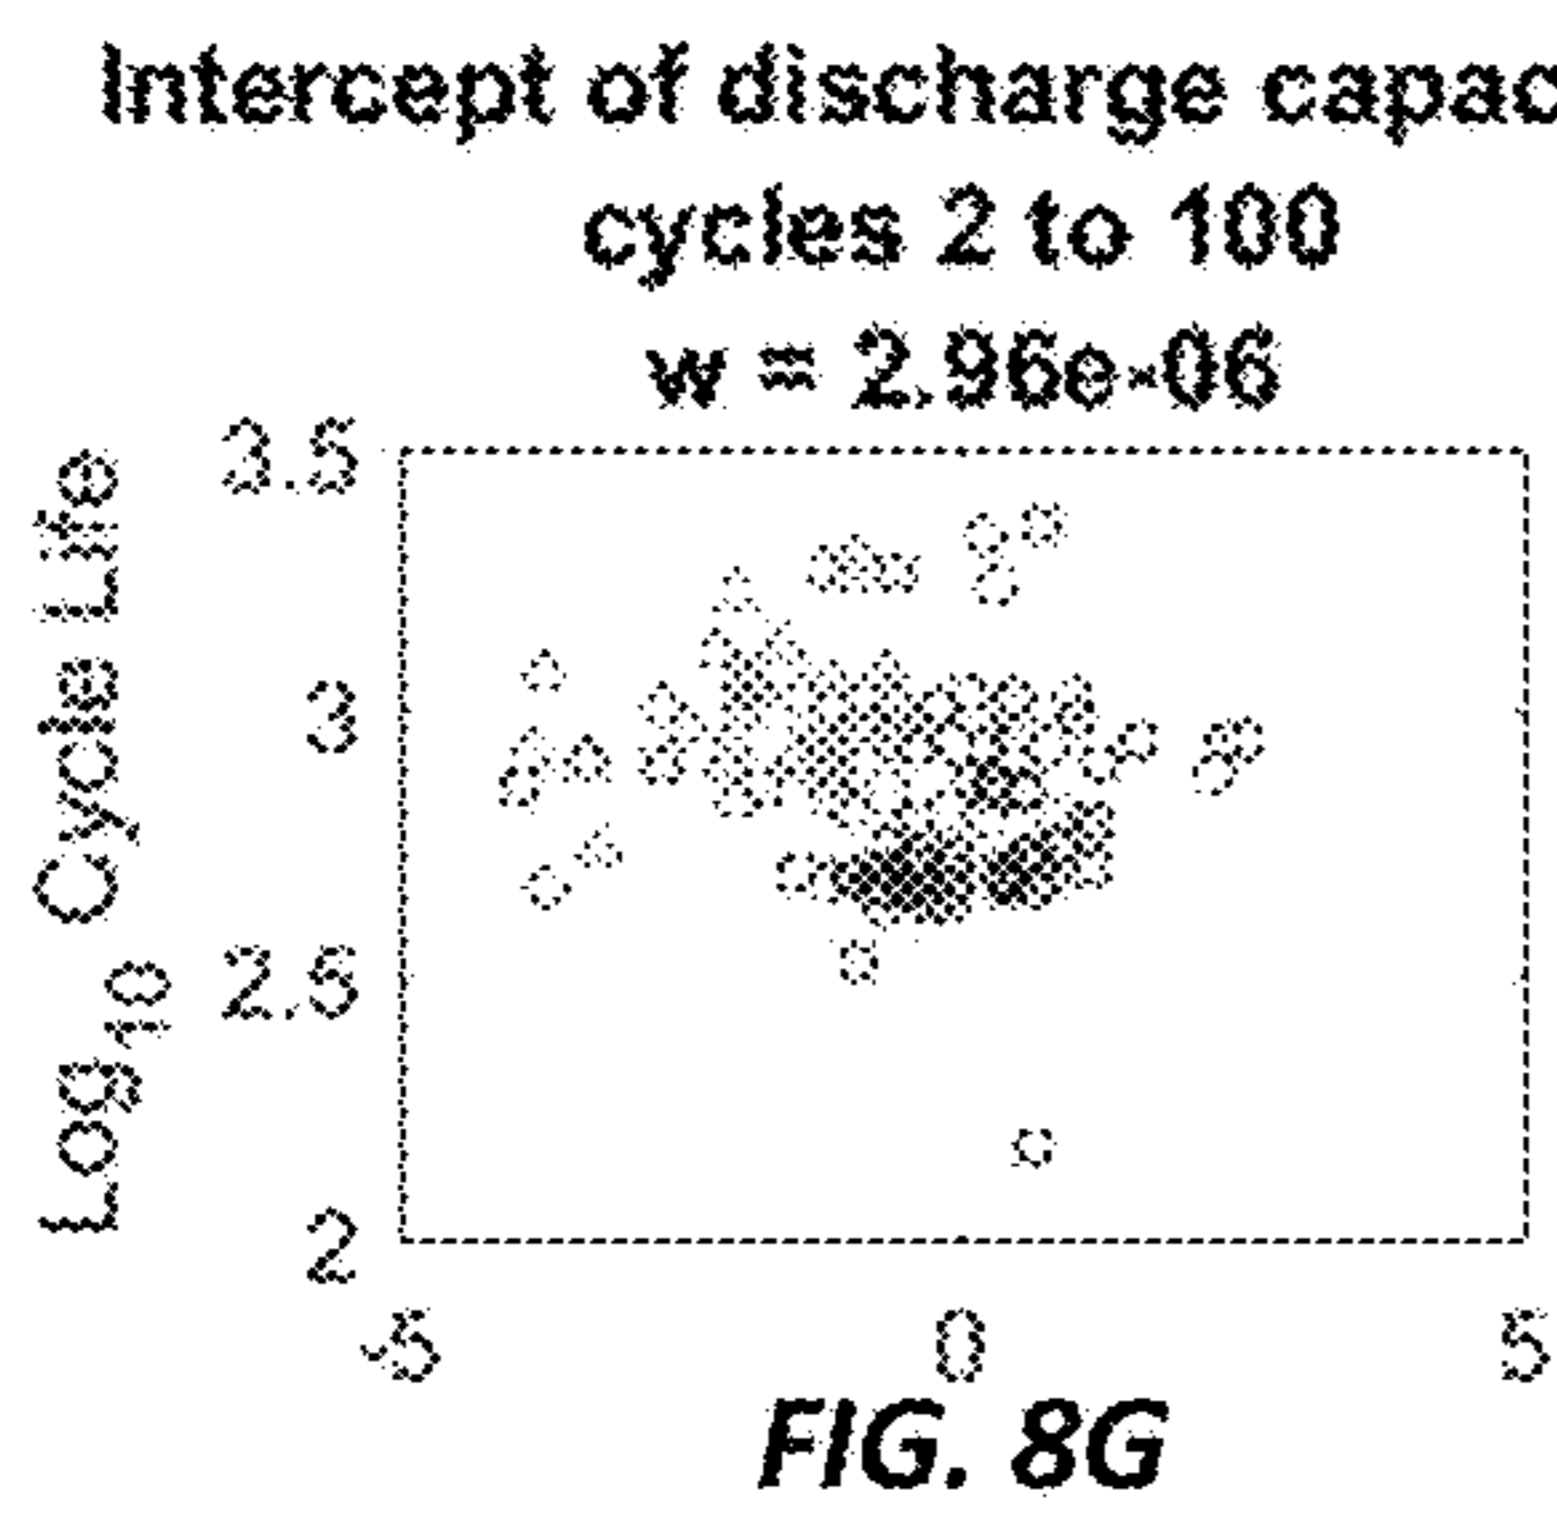 Intercept of discharge capac
cycles 2 to 100
w = 2.96e-06
Log10 Cycle Life
3.5
3
2.5
2
-5
0
5
FIG. 8G